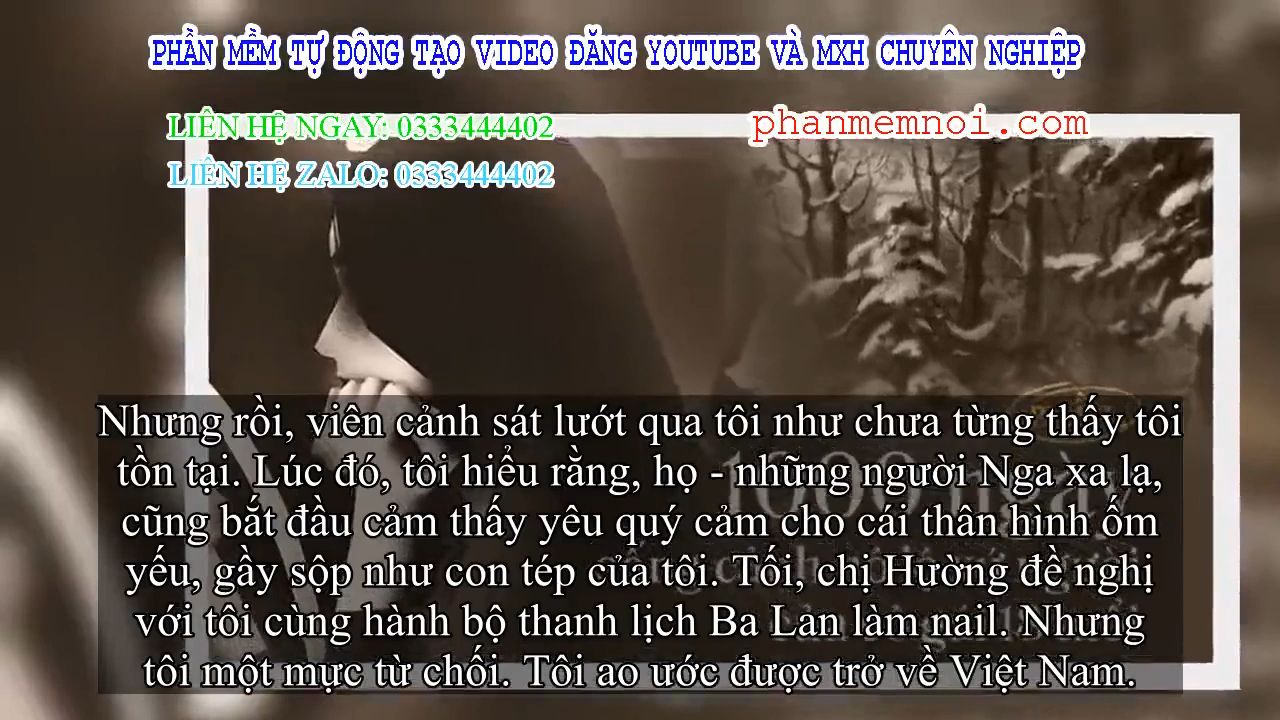 PHẦN MỀM TỰ ĐỘNG TẠO VIDEO ĐĂNG YOUTUBE VÀ MXH CHUYÊN NGHIỆP
LIÊN HỆ NGAY: 0333444402
phanmemnoi.com
LIÊN HỆ ZALO: 0333444402
Nhưng rồi, viên cảnh sát lướt qua tôi như chưa từng thấy tôi
tồn tại. Lúc đó, tôi hiểu rằng, họ - những người Nga xa lạ,
cũng bắt đầu cảm thấy yêu quý cảm cho cái thân hình ốm
yếu, gầy sộp như con tép của tôi. Tối, chị Hường đề nghị
với tôi cùng hành bộ thanh lịch Ba Lan làm nail. Nhưng
tôi một mực từ chối. Tôi ao ước được trở về Việt Nam.
1000 ngày